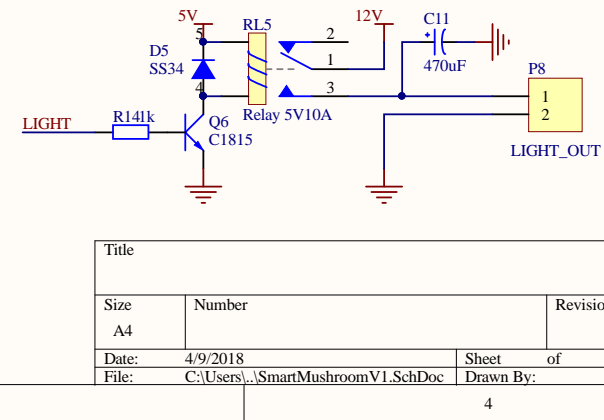 5V
RL5
12V
C11
5
2
D5
SS34
1
470uF
P8
4
3
1
2
LIGHT
R141k
Q6
C1815
Relay 5V10A
LIGHT_OUT
Title
Size
Number
Revisio
A4
Date:
4/9/2018
Sheet of
File:
C:\Users\..\SmartMushroomV1.SchDoc
Drawn By:
4